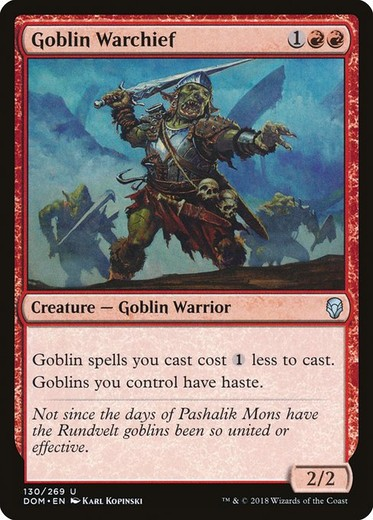 Goblin Warchief 1
Creature — Goblin Warrior
Goblin spells you cast cost 1 less to cast.
Goblins you control have haste.
Not since the days of Pashalik Mons have
the Rundvelt goblins been so united or
effective.
2/2
130/269 U
DOM • EN Karl Kopinski
™ & © 2018 Wizards of the Coast